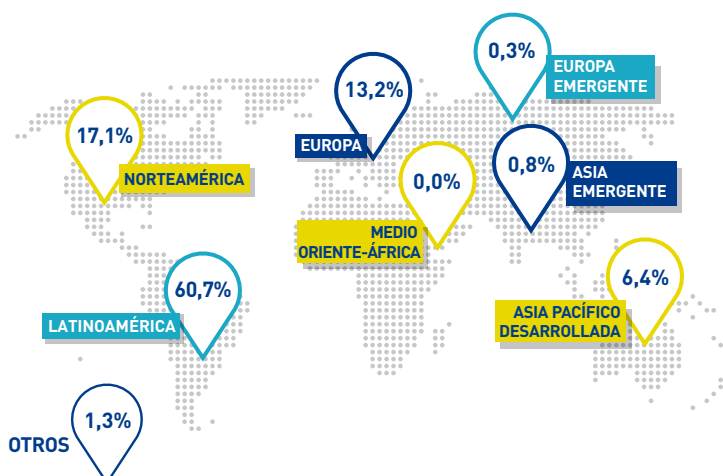 0,3%
EUROPA
EMERGENTE
13,2%
EUROPA
17,1%
NORTEAMÉRICA
0,0%
MEDIO
ORIENTE-ÁFRICA
0,8%
ASIA
EMERGENTE
60,7%
LATINOAMÉRICA
6,4%
ASIA PACÍFICO
DESARROLLADA
1,3%
OTROS